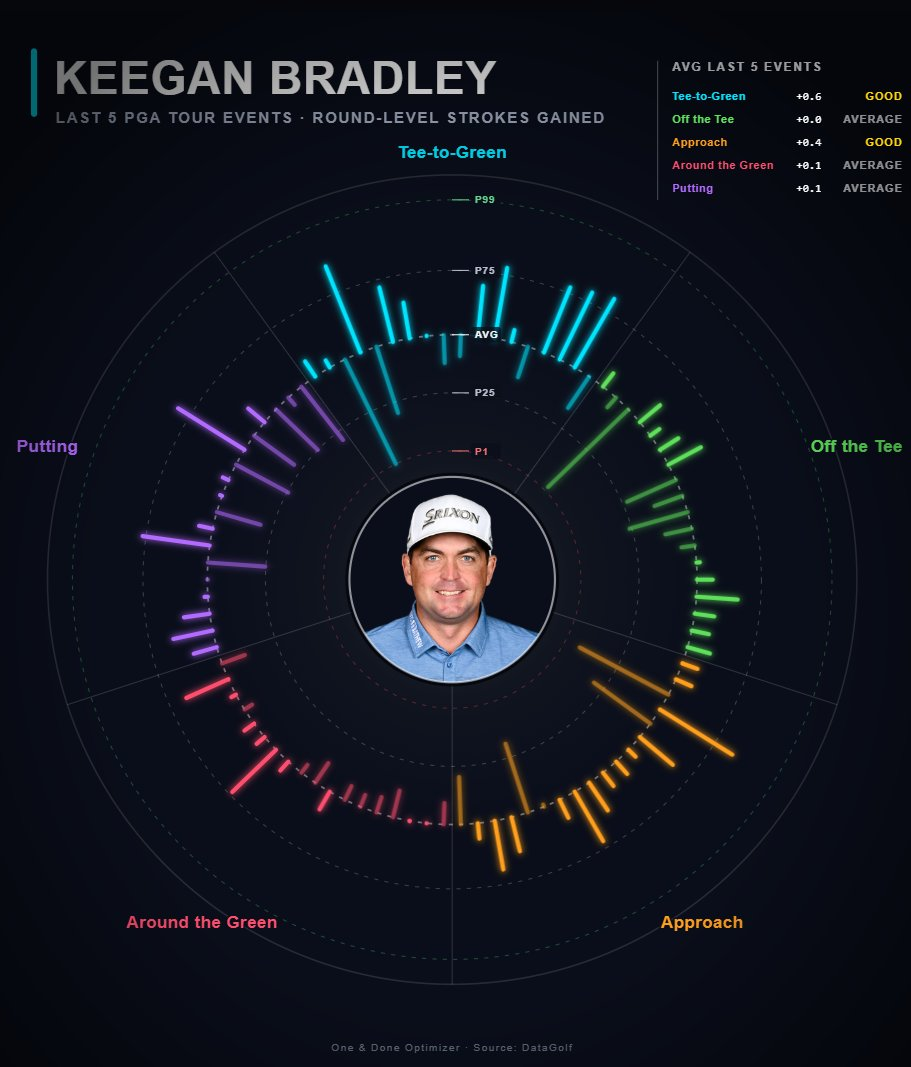 KEEGAN BRADLEY
LAST 5 PGA TOUR EVENTS · ROUND-LEVEL STROKES GAINED
AVG LAST 5 EVENTS
Tee-to-Green +0.6 GOOD
Off the Tee +0.0 AVERAGE
Approach +0.4 GOOD
Around the Green +0.1 AVERAGE
Putting +0.1 AVERAGE
Tee-to-Green
P99
P75
AVG
P25
P1
Putting
Off the Tee
SRIXON
Around the Green
Approach
One & Done Optimizer · Source: DataGolf